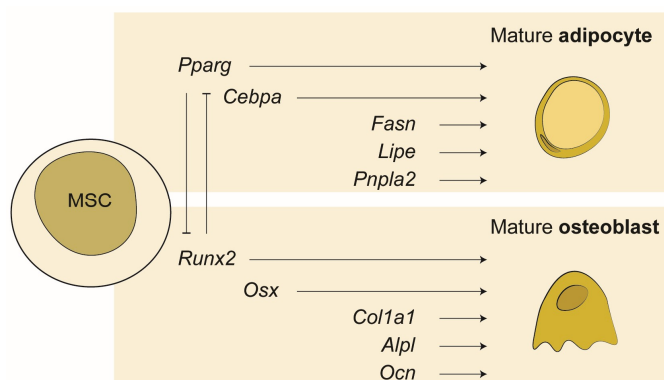 Mature adipocyte
Pparg
Cebpa
Fasn
Lipe
Pnpla2
MSC
Mature osteoblast
Runx2
Osx
Col1a1
Alpl
Ocn